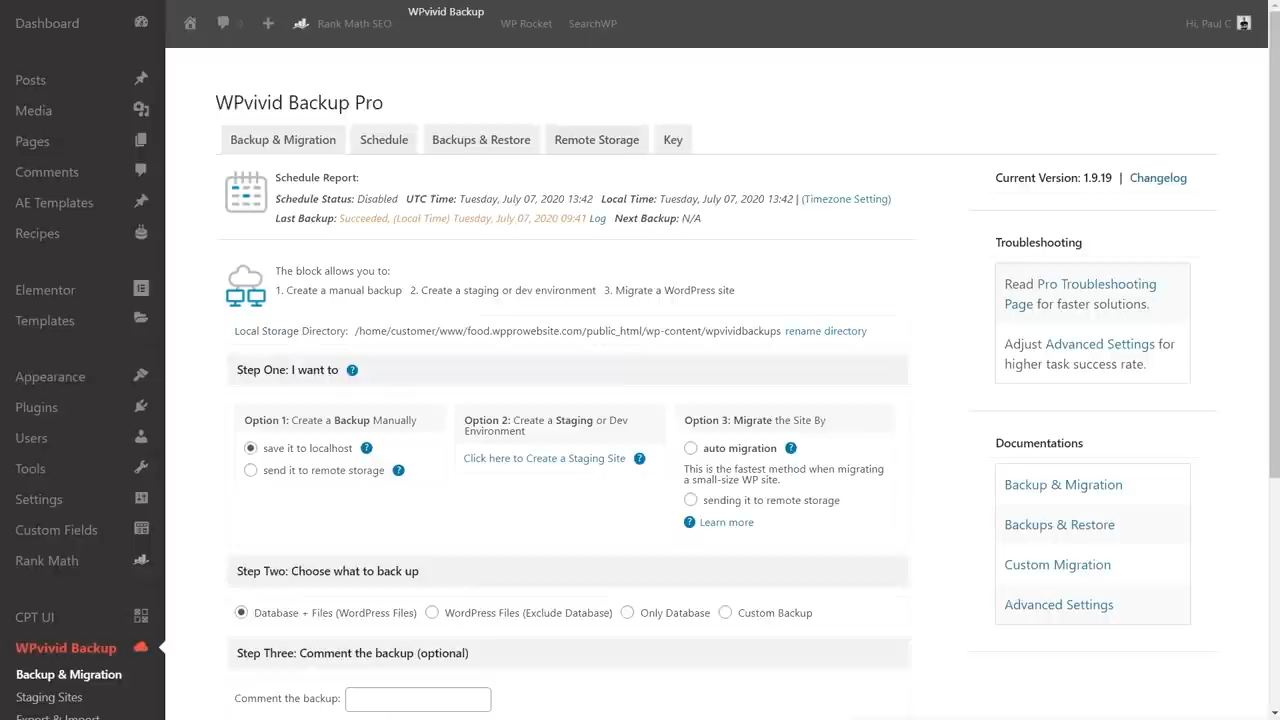 WPvivid Backup
Dashboard
0
Rank Math SEO
WP Rocket
SearchWP
Hi, Paul C
Posts
Media
Pages
Comments
AE Templates
Recipes
Elementor
Templates
Appearance
Plugins
Users
Tools
Settings
Custom Fields
Rank Math
CPT UI
WPvivid Backup
Backup & Migration
Staging Sites
Export & Import
WPvivid Backup Pro
Backup & Migration
Schedule
Backups & Restore
Remote Storage
Key
Schedule Report:
Schedule Status: Disabled UTC Time: Tuesday, July 07, 2020 13:42 Local Time: Tuesday, July 07, 2020 13:42 | (Timezone Setting)
Last Backup: Succeeded, (Local Time) Tuesday, July 07, 2020 09:41 Log Next Backup: N/A
The block allows you to:
1. Create a manual backup 2. Create a staging or dev environment 3. Migrate a WordPress site
Local Storage Directory: /home/customer/www/food.wpprowebsite.com/public_html/wp-content/wpvividbackups rename directory
Step One: I want to ?
Option 1: Create a Backup Manually
save it to localhost ?
send it to remote storage ?
Option 2: Create a Staging or Dev
Environment
Click here to Create a Staging Site ?
Option 3: Migrate the Site By
auto migration ?
This is the fastest method when migrating
a small-size WP site.
sending it to remote storage
? Learn more
Step Two: Choose what to back up
Database + Files (WordPress Files)
WordPress Files (Exclude Database)
Only Database
Custom Backup
Step Three: Comment the backup (optional)
Comment the backup:
Current Version: 1.9.19 | Changelog
Troubleshooting
Read Pro Troubleshooting
Page for faster solutions.
Adjust Advanced Settings for
higher task success rate.
Documentations
Backup & Migration
Backups & Restore
Custom Migration
Advanced Settings